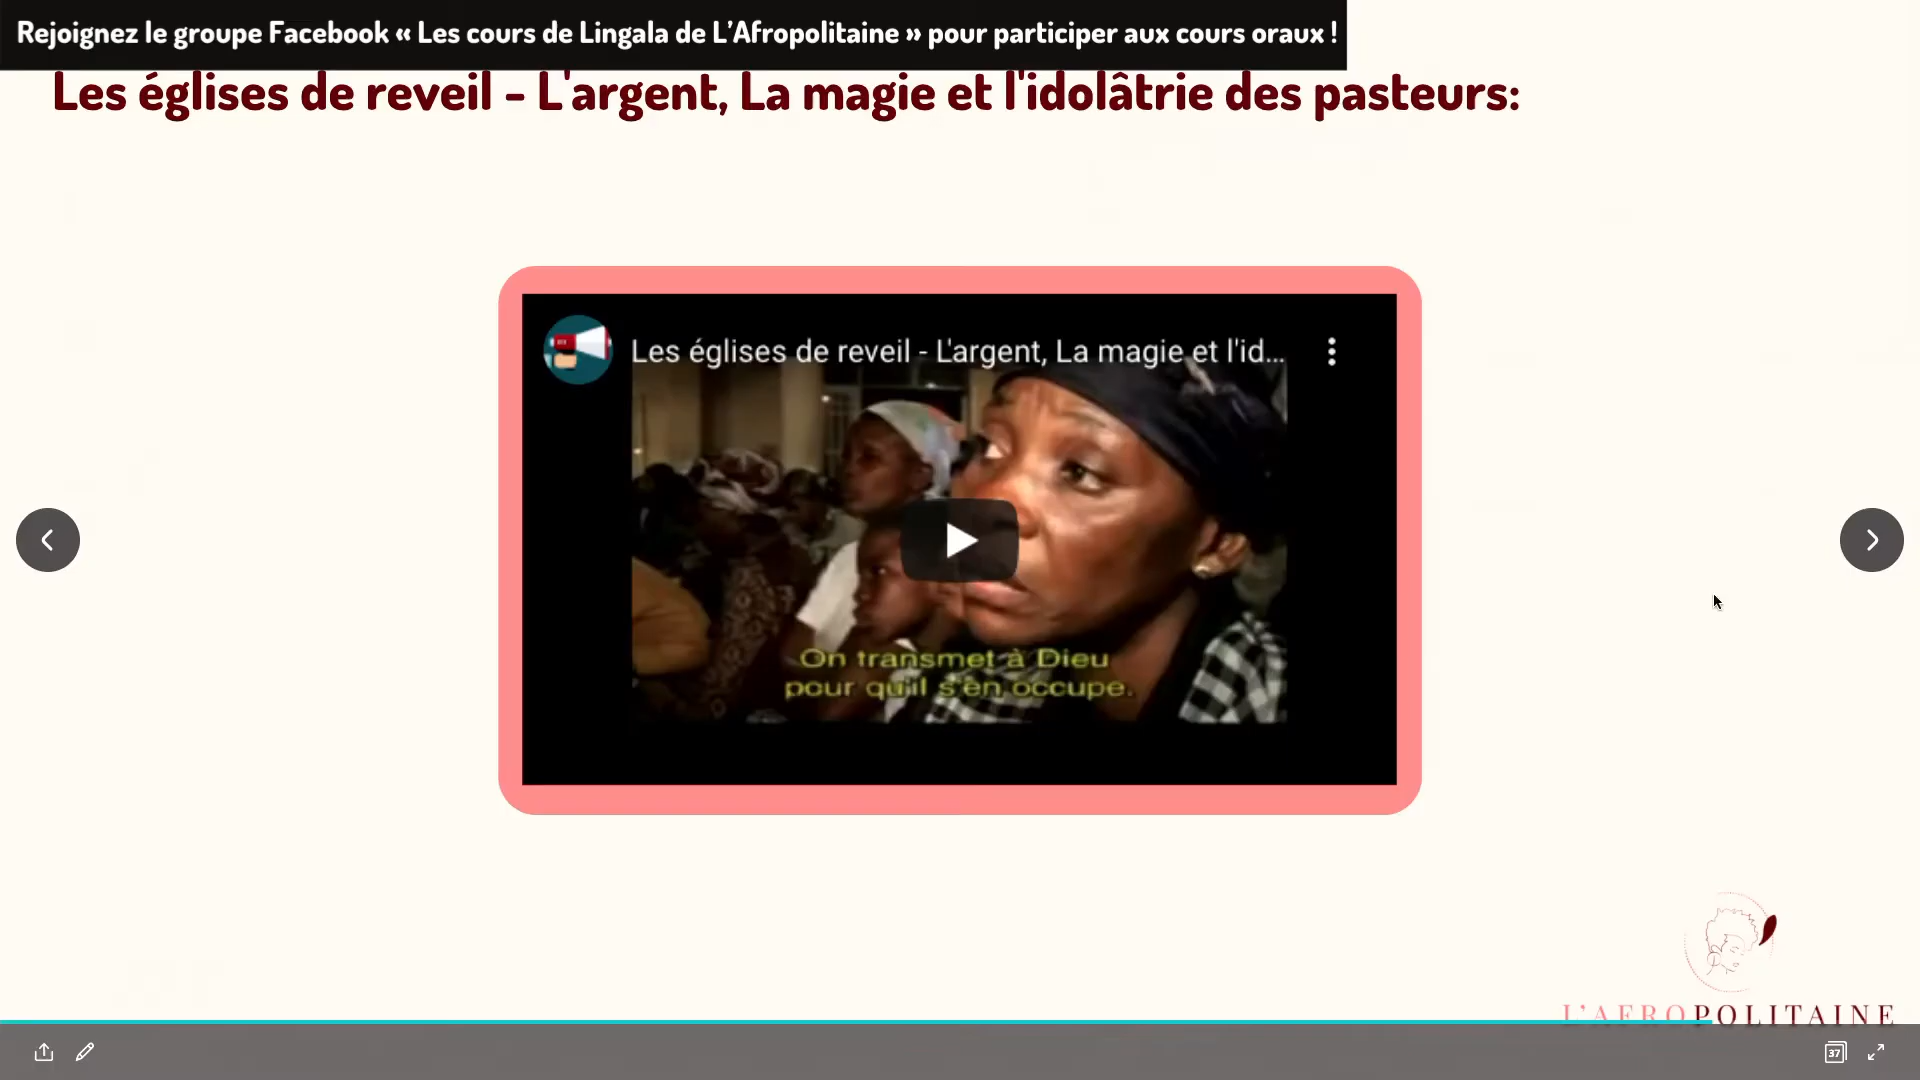 Rejoignez le groupe Facebook « Les cours de Lingala de L’Afropolitaine » pour participer aux cours oraux !
Les églises de reveil - L'argent, La magie et l'idolâtrie des pasteurs:
Les églises de reveil - L'argent, La magie et l'id...
On transmet à Dieu
pour qu'il s'en occupe.
L'AFROPOLITAINE
37